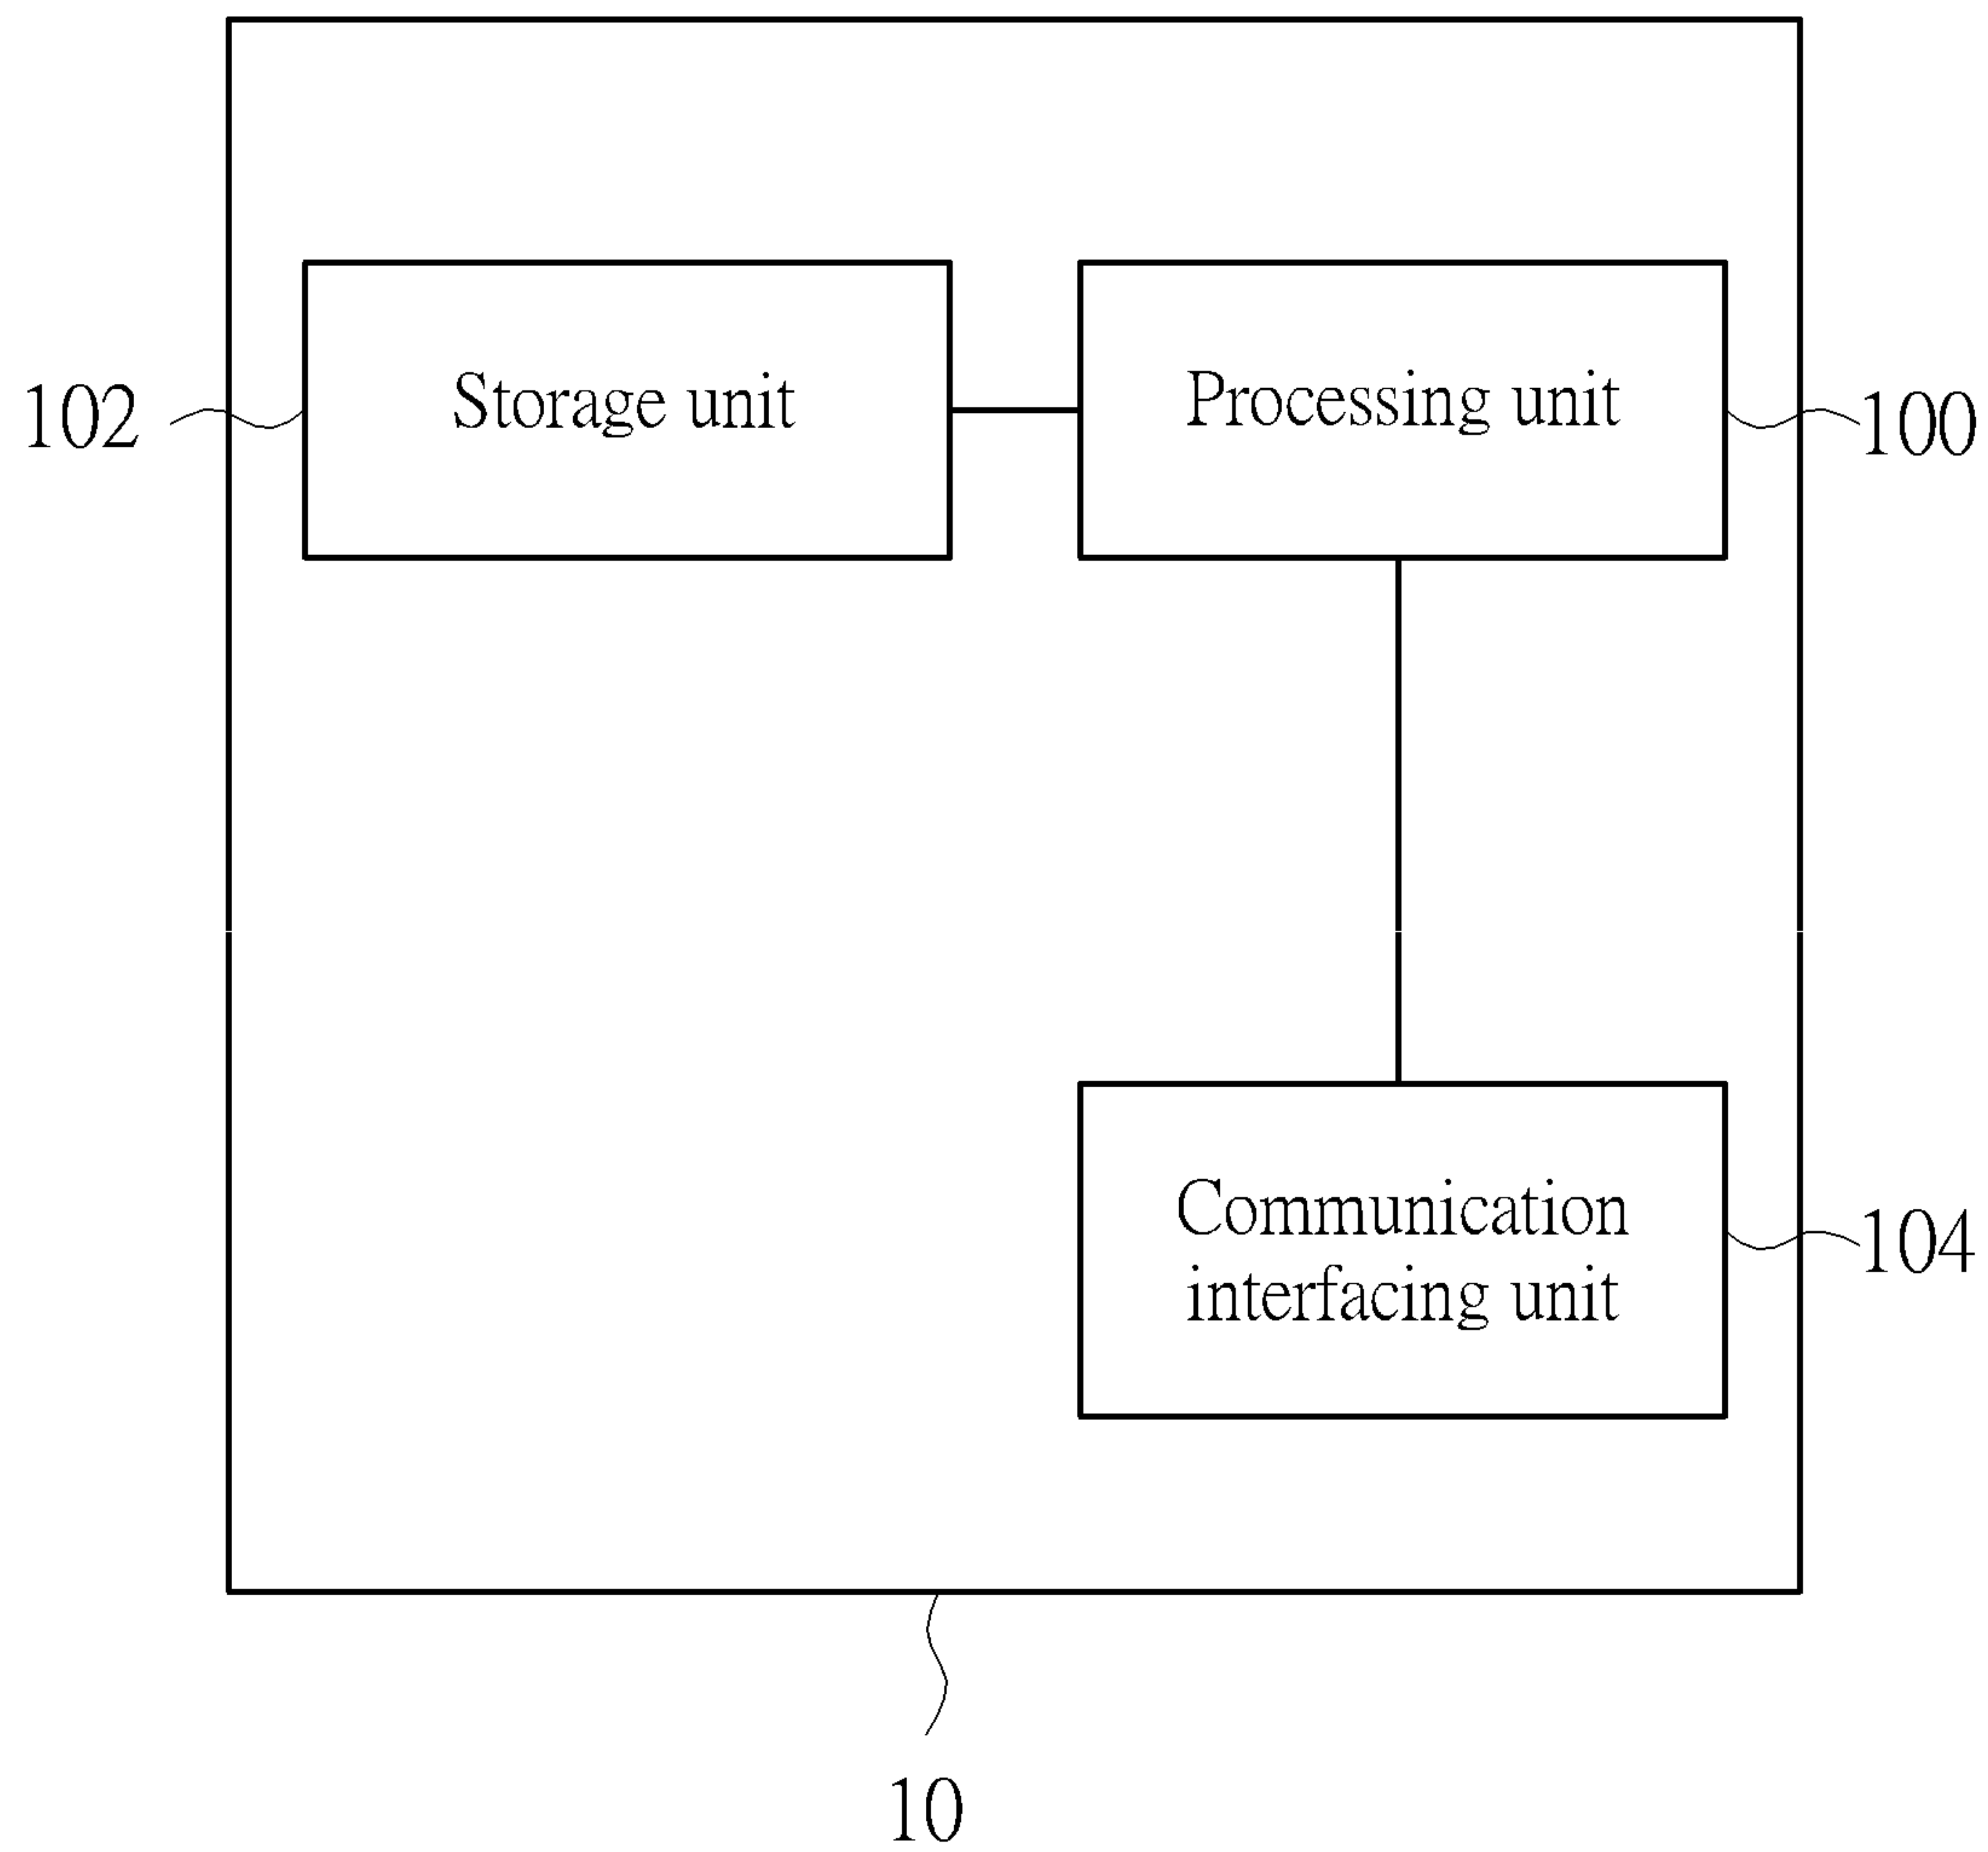 Storage unit
Processing unit
102
100
Communication
interfacing unit
104
10